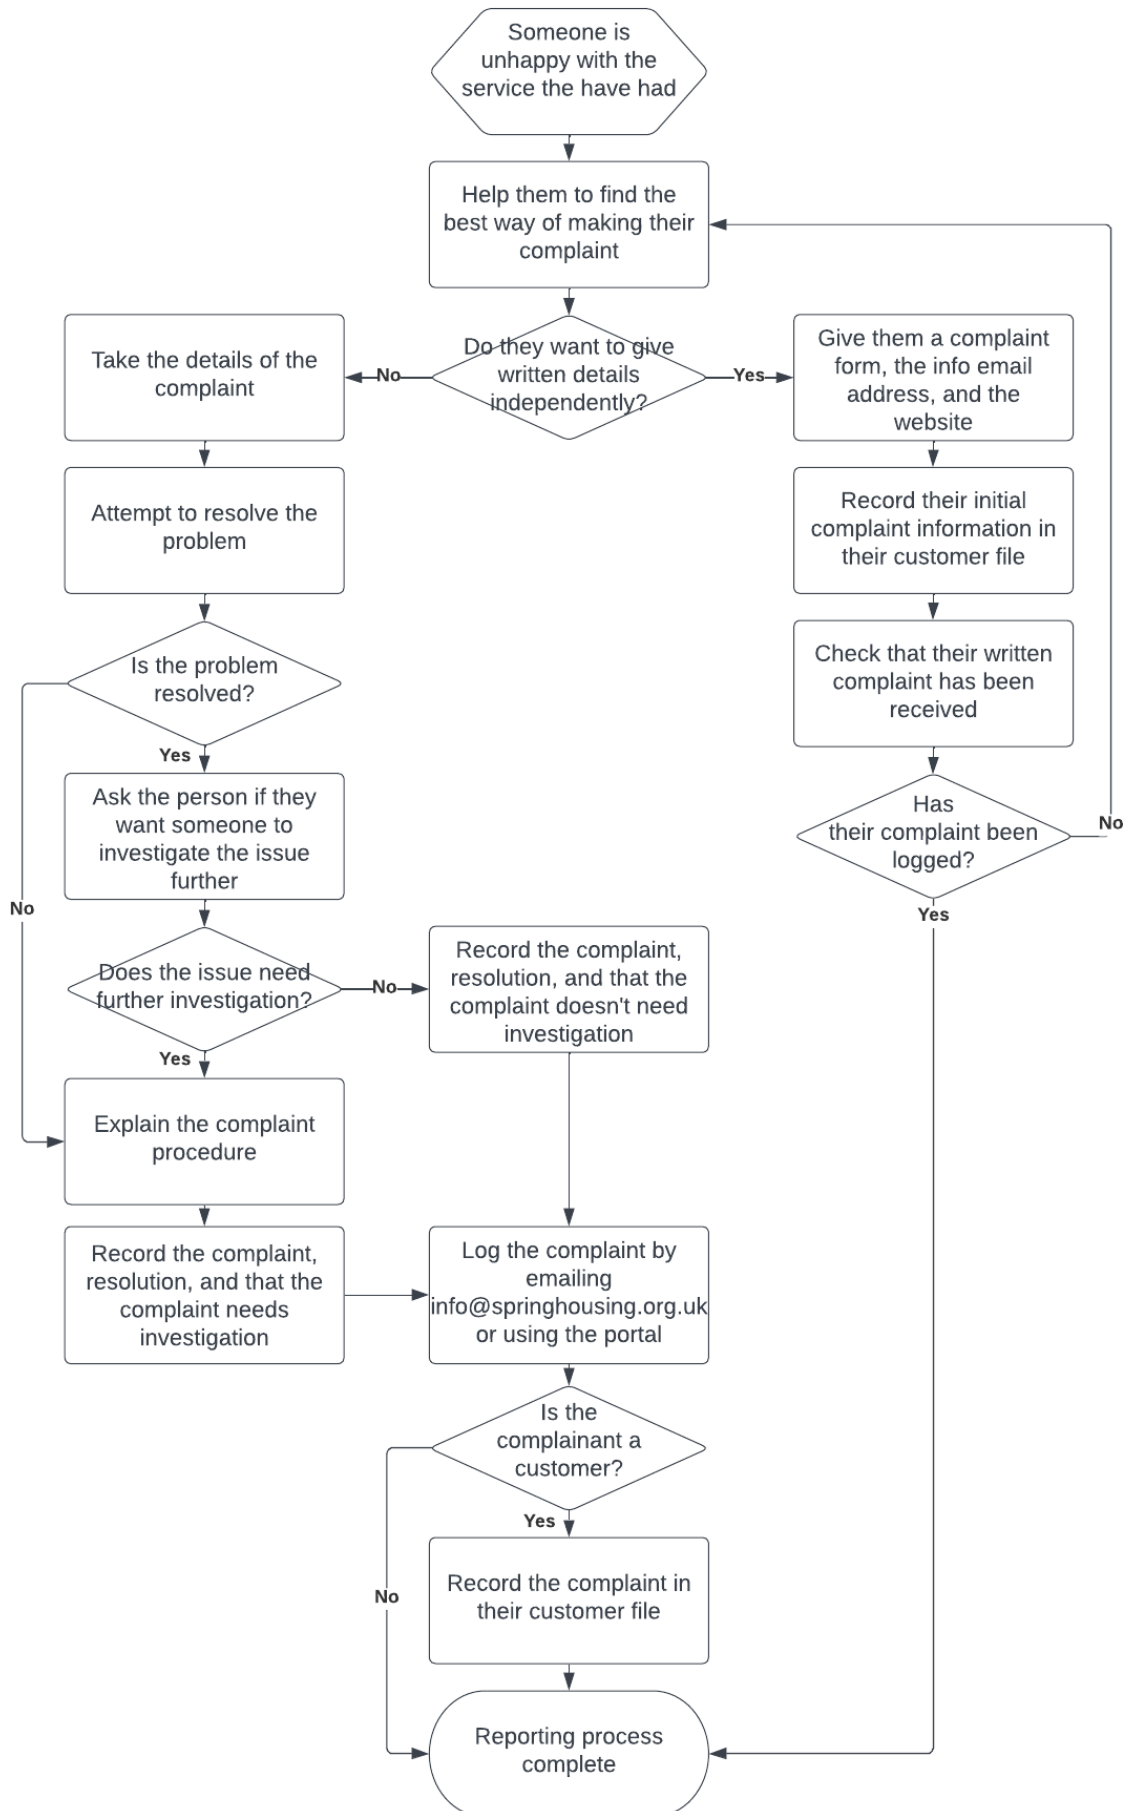 Someone is
unhappy with the
service the have had
Help them to find the
best way of making their
complaint
Do they want to give
written details
independently?
No
Yes
Take the details of the
complaint
Give them a complaint
form, the info email
address, and the
website
Attempt to resolve the
problem
Record their initial
complaint information in
their customer file
Is the problem
resolved?
Check that their written
complaint has been
received
Yes
Ask the person if they
want someone to
investigate the issue
further
Has
their complaint been
logged?
No
No
Yes
Does the issue need
further investigation?
No
Record the complaint,
resolution, and that the
complaint doesn't need
investigation
Yes
Explain the complaint
procedure
Record the complaint,
resolution, and that the
complaint needs
investigation
Log the complaint by
emailing
info@springhousing.org.uk
or using the portal
Is the
complainant a
customer?
Yes
No
Record the complaint in
their customer file
Reporting process
complete